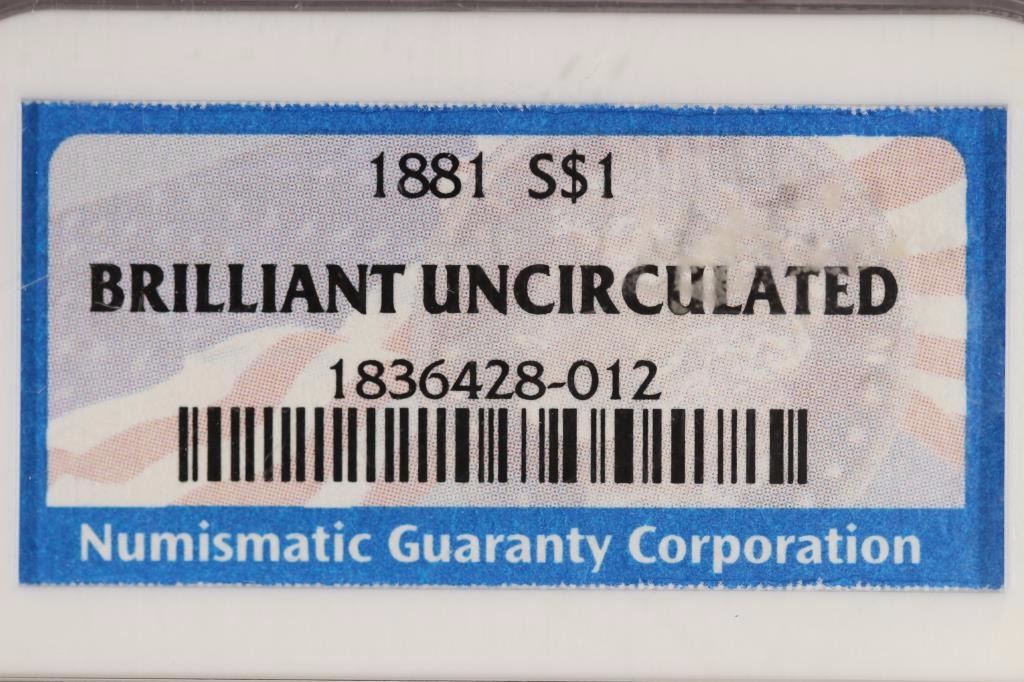 1881 S$1
BRILLIANT UNCIRCULATED
1836428-012
Numismatic Guaranty Corporation